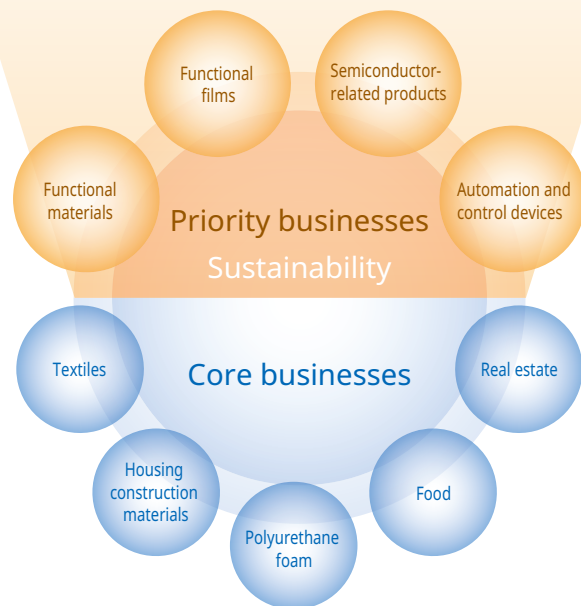 Functional
films
Semiconductor-
related products
Functional
materials
Automation and
control devices
Priority businesses
Sustainability
Core businesses
Textiles
Real estate
Housing
construction
materials
Food
Polyurethane
foam